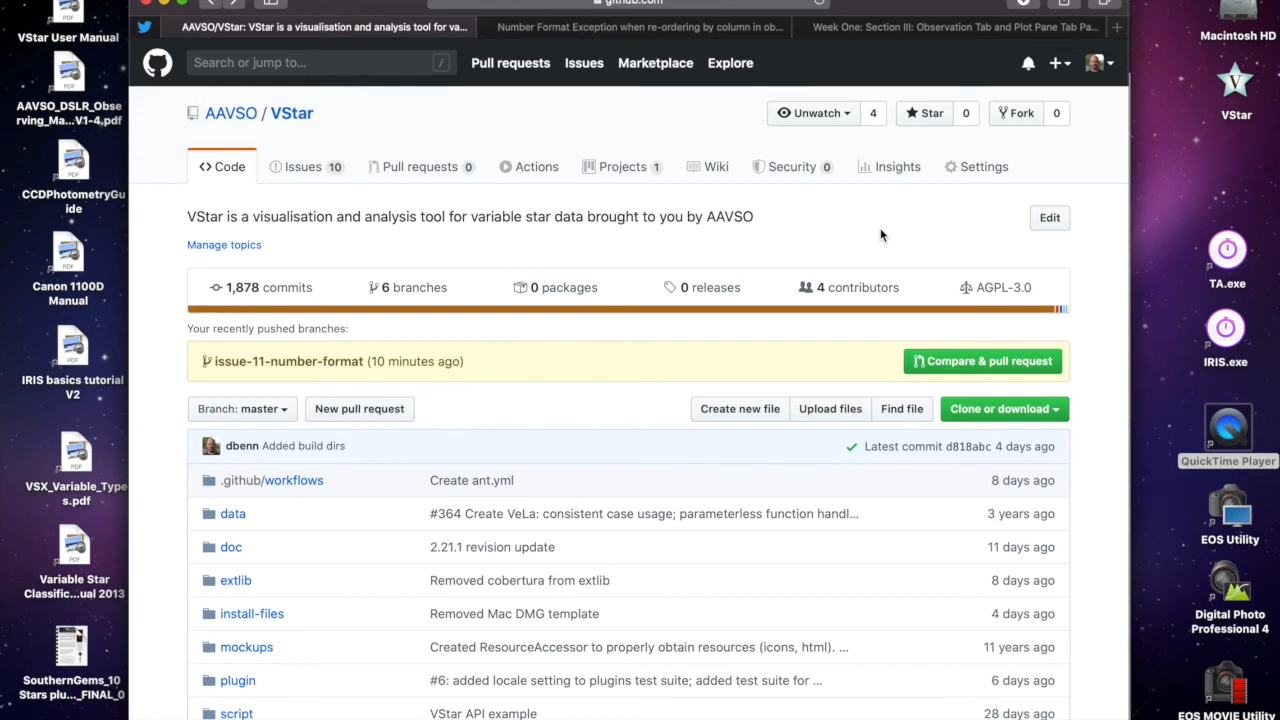 github.com
AAVSO/VStar: VStar is a visualisation and analysis tool for va...
Number Format Exception when re-ordering by column in ob...
Week One: Section III: Observation Tab and Plot Pane Tab Pa...
Search or jump to...
/
Pull requests
Issues
Marketplace
Explore
AAVSO / VStar
Unwatch
4
Star
0
Fork
0
Code
Issues 10
Pull requests 0
Actions
Projects 1
Wiki
Security 0
Insights
Settings
VStar is a visualisation and analysis tool for variable star data brought to you by AAVSO
Edit
Manage topics
1,878 commits
6 branches
0 packages
0 releases
4 contributors
AGPL-3.0
Your recently pushed branches:
issue-11-number-format (10 minutes ago)
Compare & pull request
Branch: master
New pull request
Create new file
Upload files
Find file
Clone or download
dbenn Added build dirs
Latest commit d818abc 4 days ago
.github/workflows
Create ant.yml
8 days ago
data
#364 Create VeLa: consistent case usage; parameterless function handl...
3 years ago
doc
2.21.1 revision update
11 days ago
extlib
Removed cobertura from extlib
8 days ago
install-files
Removed Mac DMG template
4 days ago
mockups
Created ResourceAccessor to properly obtain resources (icons, html). ...
11 years ago
plugin
#6: added locale setting to plugins test suite; added test suite for ...
6 days ago
script
VStar API example
28 days ago
VStar User Manual
PDF
AAVSO_DSLR_Obse
rving_Ma...V1-4.pdf
PDF
CCDPhotometryGu
ide
PDF
Canon 1100D
Manual
PDF
IRIS basics tutorial
V2
PDF
VSX_Variable_Type
s.pdf
PDF
Variable Star
Classific...ual 2013
SouthernGems_10
Stars plu..._FINAL_0
Macintosh HD
V
VStar
TA.exe
IRIS.exe
QuickTime Player
EOS Utility
Digital Photo
Professional 4
EOS MOVIE Utility